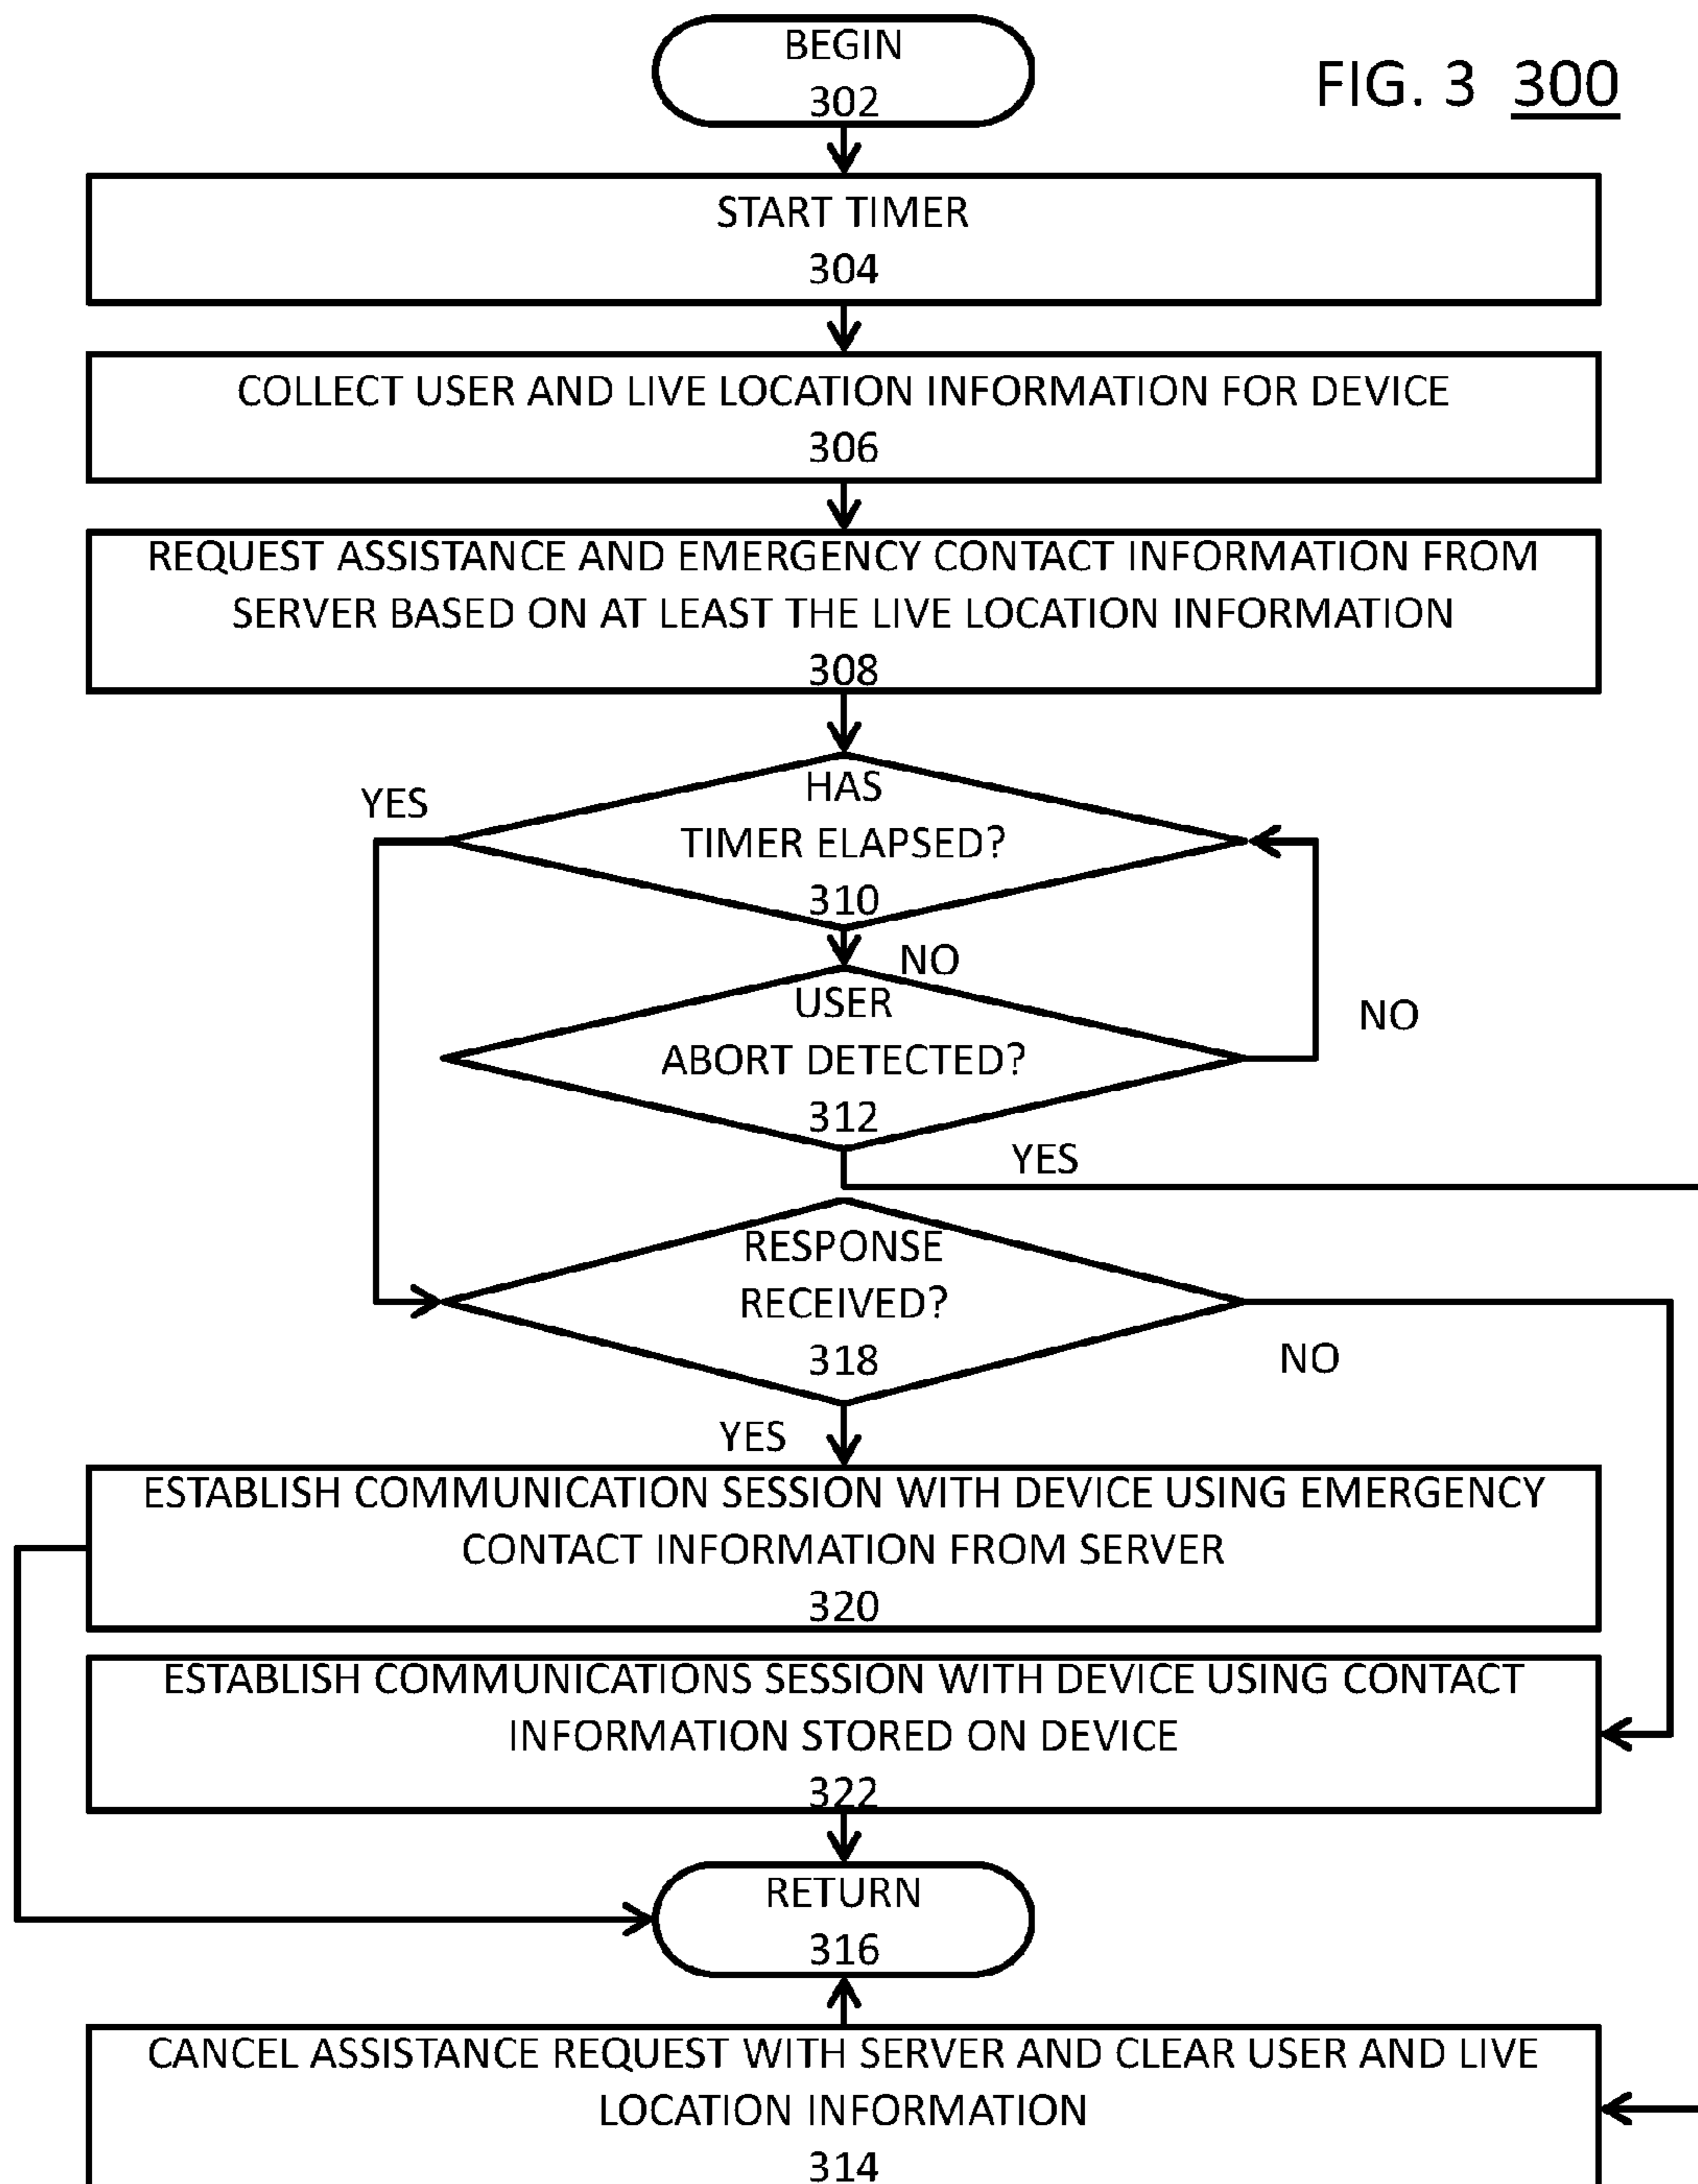 BEGIN
302
FIG. 3 300
START TIMER
304
COLLECT USER AND LIVE LOCATION INFORMATION FOR DEVICE
306
REQUEST ASSISTANCE AND EMERGENCY CONTACT INFORMATION FROM
SERVER BASED ON AT LEAST THE LIVE LOCATION INFORMATION
308
YES
HAS
TIMER ELAPSED?
310
NO
USER
ABORT DETECTED?
312
NO
YES
RESPONSE
RECEIVED?
318
NO
YES
ESTABLISH COMMUNICATION SESSION WITH DEVICE USING EMERGENCY
CONTACT INFORMATION FROM SERVER
320
ESTABLISH COMMUNICATIONS SESSION WITH DEVICE USING CONTACT
INFORMATION STORED ON DEVICE
322
RETURN
316
CANCEL ASSISTANCE REQUEST WITH SERVER AND CLEAR USER AND LIVE
LOCATION INFORMATION
314